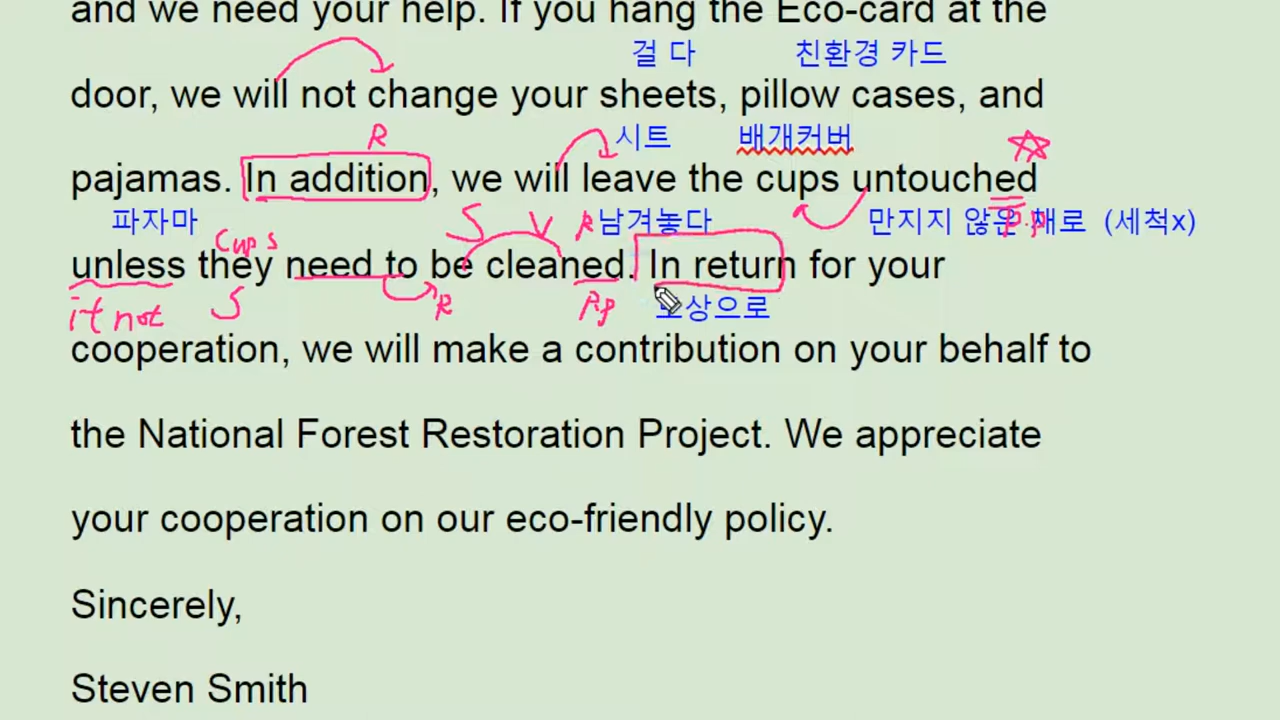 and we need your help. If you hang the Eco-card at the
걸 다 친환경 카드
door, we will not change your sheets, pillow cases, and
R 시트 배개커버
pajamas. In addition, we will leave the cups untouched
파자마 S V R 남겨놓다 만지지 않은 채로 (세척x) p.p
cups
unless they need to be cleaned. In return for your
it not S R p.p 보상으로
cooperation, we will make a contribution on your behalf to
the National Forest Restoration Project. We appreciate
your cooperation on our eco-friendly policy.
Sincerely,
Steven Smith